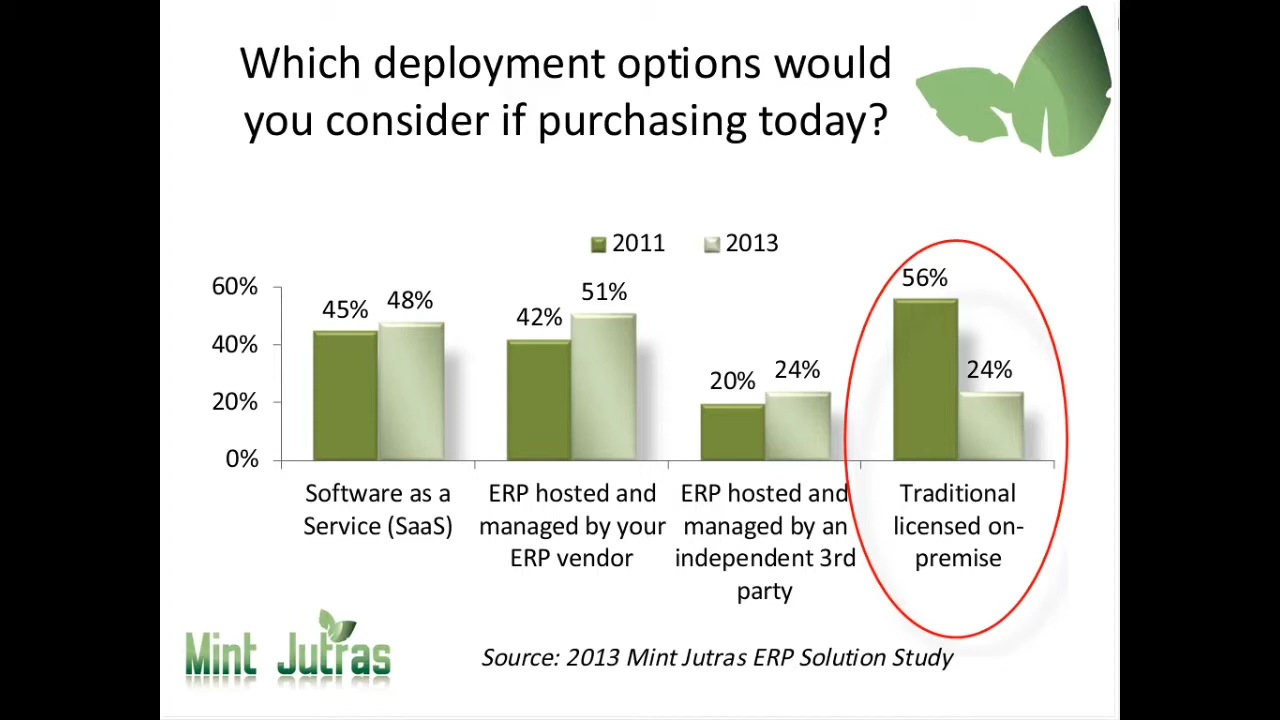 Which deployment options would
you consider if purchasing today?
2011 2013
60%
40%
20%
0%
45% 48%
42% 51%
20% 24%
56% 24%
Software as a
Service (SaaS)
ERP hosted and
managed by your
ERP vendor
ERP hosted and
managed by an
independent 3rd
party
Traditional
licensed on-
premise
Mint Jutras
Source: 2013 Mint Jutras ERP Solution Study